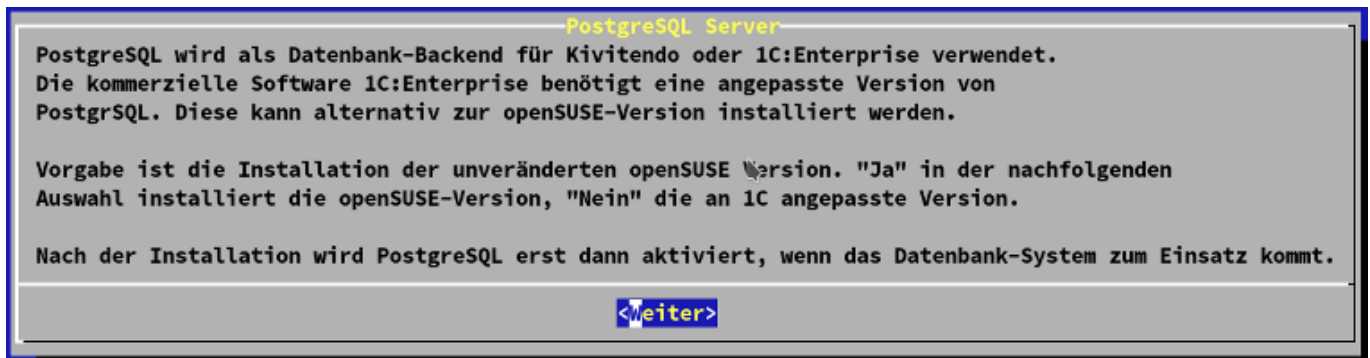 PostgreSQL Server
PostgreSQL wird als Datenbank-Backend für Kivitendo oder 1C:Enterprise verwendet.
Die kommerzielle Software 1C:Enterprise benötigt eine angepasste Version von
PostgrSQL. Diese kann alternativ zur openSUSE-Version installiert werden.
Vorgabe ist die Installation der unveränderten openSUSE Version. "Ja" in der nachfolgenden
Auswahl installiert die openSUSE-Version, "Nein" die an 1C angepasste Version.
Nach der Installation wird PostgreSQL erst dann aktiviert, wenn das Datenbank-System zum Einsatz kommt.
<Weiter>